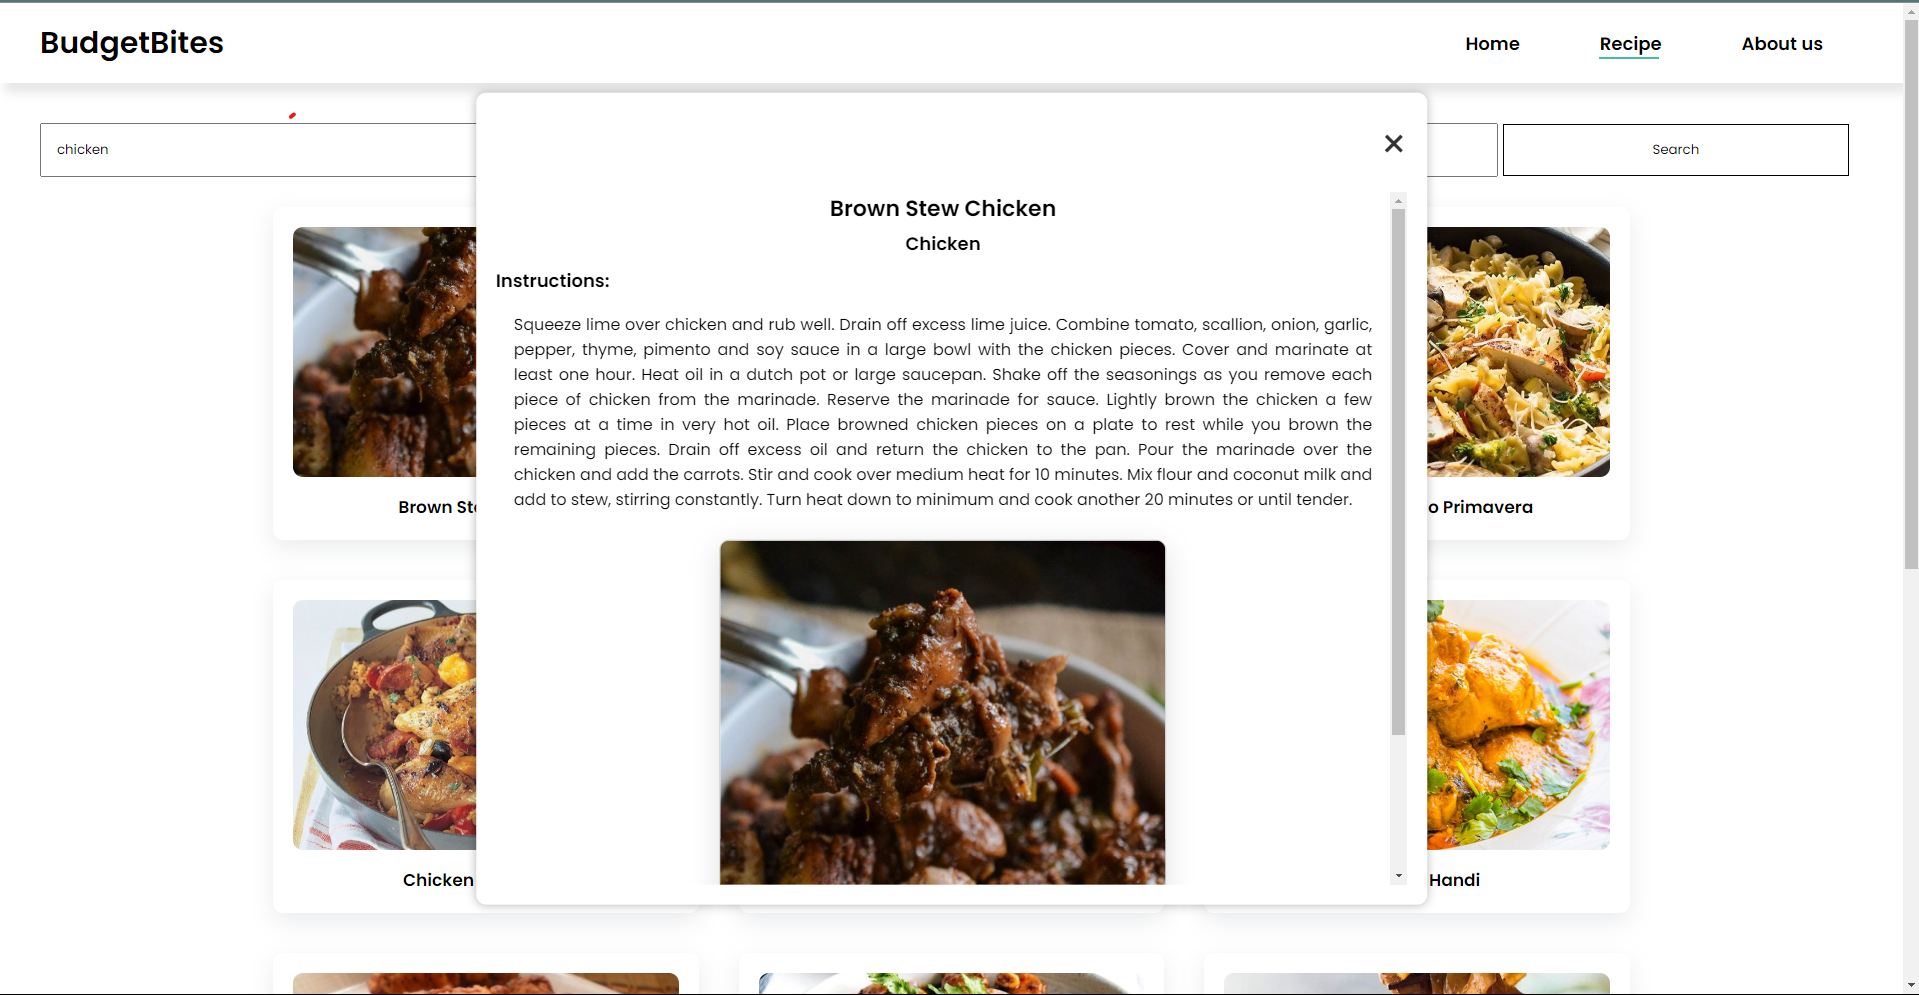 BudgetBites
Home
Recipe
About us
chicken
Search
Brown Stew Chicken
Chicken
Instructions:
Squeeze lime over chicken and rub well. Drain off excess lime juice. Combine tomato, scallion, onion, garlic,
pepper, thyme, pimento and soy sauce in a large bowl with the chicken pieces. Cover and marinate at
least one hour. Heat oil in a dutch pot or large saucepan. Shake off the seasonings as you remove each
piece of chicken from the marinade. Reserve the marinade for sauce. Lightly brown the chicken a few
pieces at a time in very hot oil. Place browned chicken pieces on a plate to rest while you brown the
remaining pieces. Drain off excess oil and return the chicken to the pan. Pour the marinade over the
chicken and add the carrots. Stir and cook over medium heat for 10 minutes. Mix flour and coconut milk and
add to stew, stirring constantly. Turn heat down to minimum and cook another 20 minutes or until tender.
Brown
Primavera
Chicken
Handi